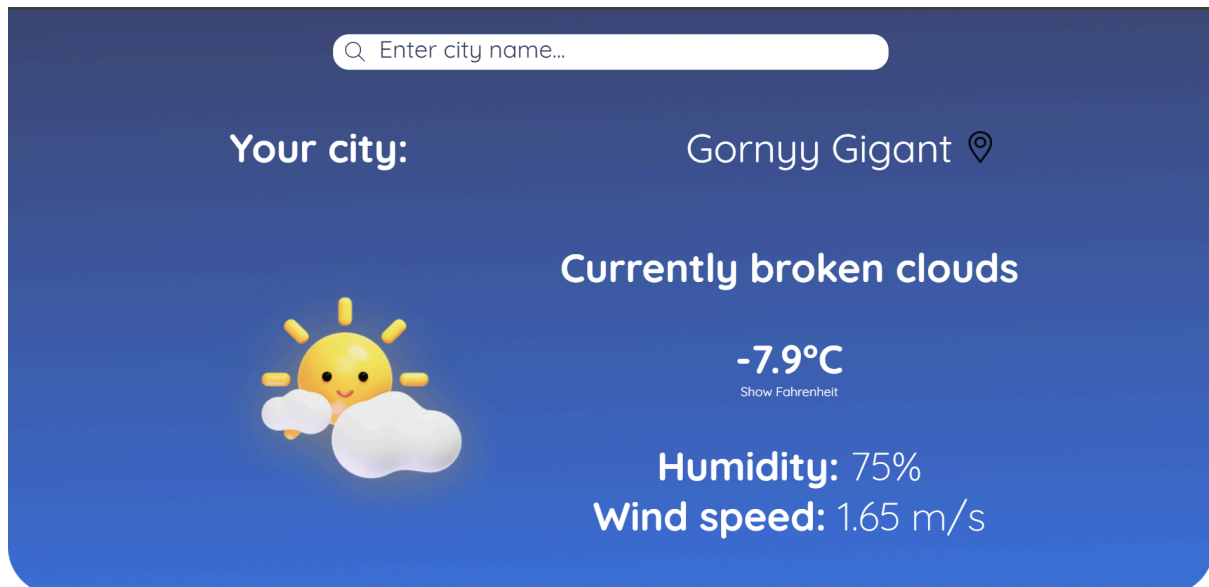 Enter city name...
Your city:
Gornyy Gigant
Currently broken clouds
-7.9°C
Show Fahrenheit
Humidity: 75%
Wind speed: 1.65 m/s